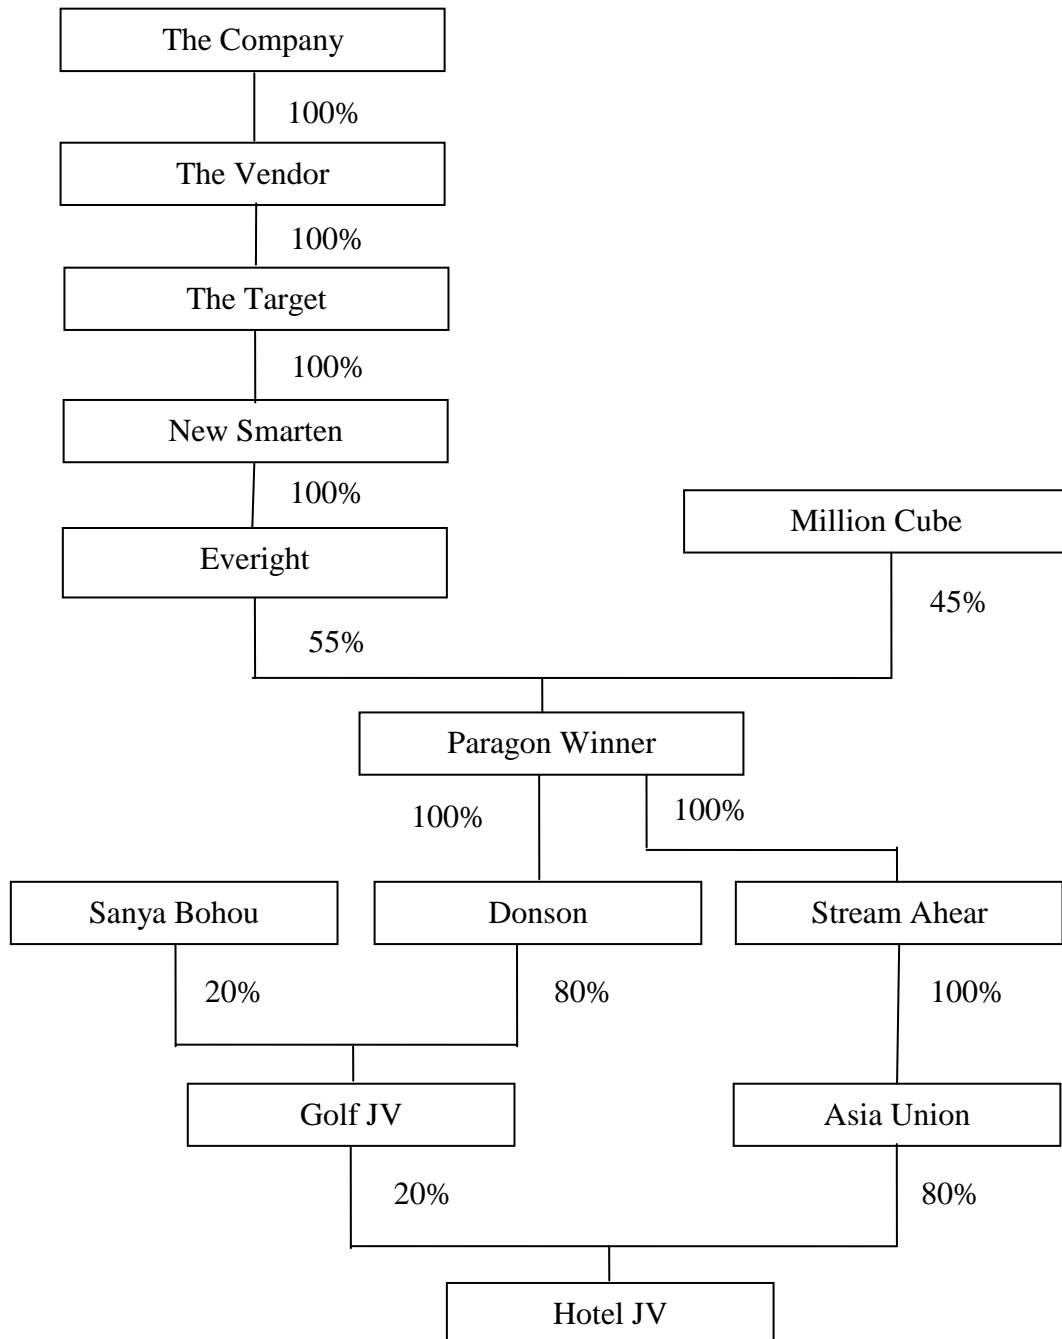 The Company
100%
The Vendor
100%
The Target
100%
New Smarten
100%
Million Cube
Everight
45%
55%
Paragon Winner
100%
100%
Sanya Bohou
Donson
Stream Ahear
20%
80%
100%
Golf JV
Asia Union
20%
80%
Hotel JV